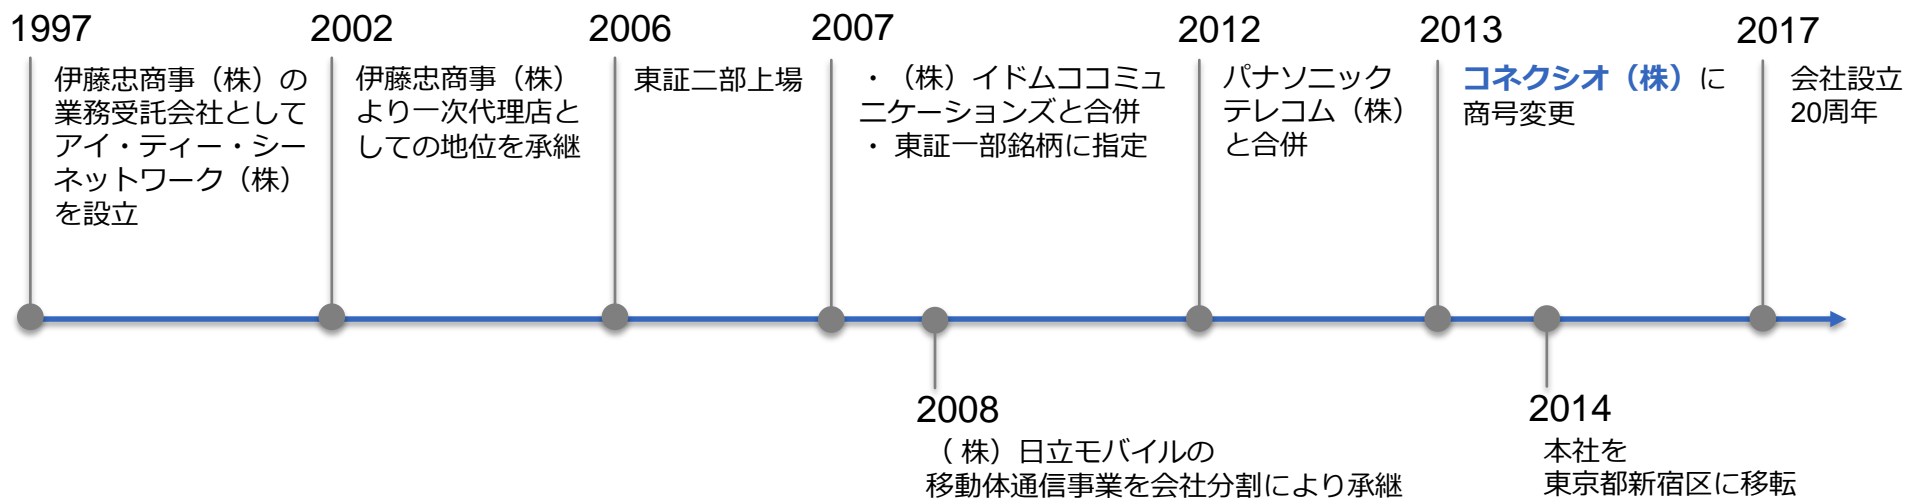 1997
伊藤忠商事（株）の
業務受託会社として
アイ・ティー・シー
ネットワーク（株）
を設立
2002
伊藤忠商事（株）
より一次代理店と
しての地位を承継
2006
東証二部上場
2007
・（株）イドムココミュ
ニケーションズと合併
・ 東証一部銘柄に指定
2008
（ 株）日立モバイルの
移動体通信事業を会社分割により承継
2012
パナソニック
テレコム（株）
と合併
2013
コネクシオ（株）に
商号変更
2014
本社を
東京都新宿区に移転
2017
会社設立
20周年